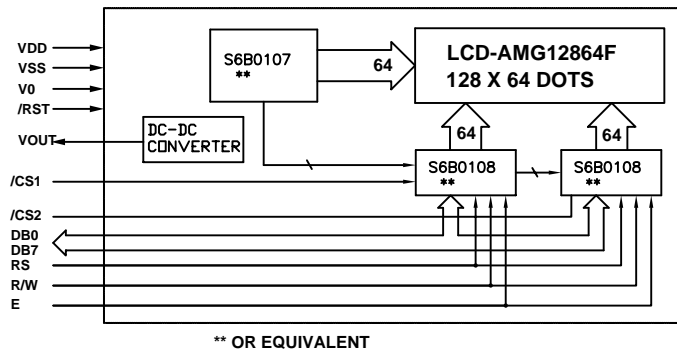 VDD
VSS
V0
/RST
VOUT
/CS1
/CS2
DB0
DB7
RS
R/W
E
S6B0107
**
64
LCD-AMG12864F
128 X 64 DOTS
DC-DC
CONVERTER
64
64
S6B0108
**
S6B0108
**
** OR EQUIVALENT